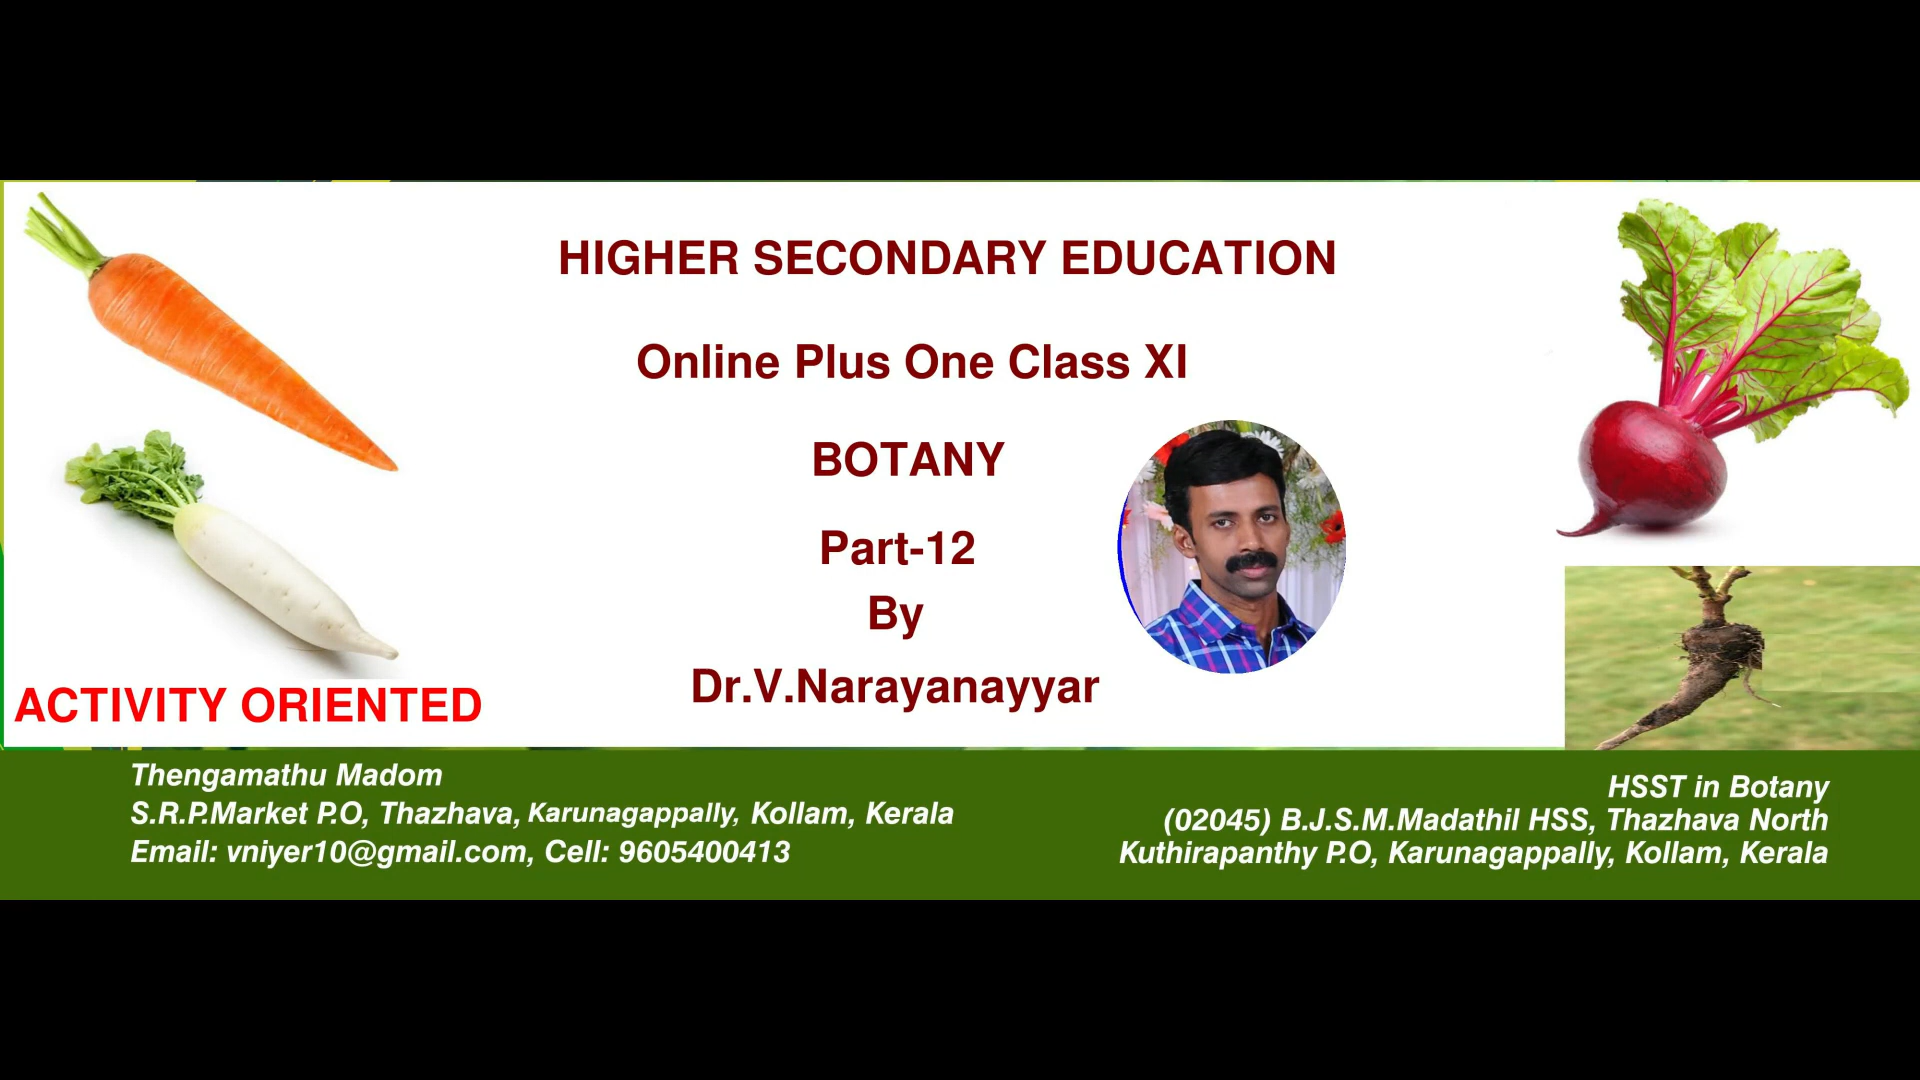 HIGHER SECONDARY EDUCATION
Online Plus One Class XI
BOTANY
Part-12
By
Dr.V.Narayanayyar
ACTIVITY ORIENTED
Thengamathu Madom
S.R.P.Market P.O, Thazhava, Karunagappally, Kollam, Kerala
Email: vniyer10@gmail.com, Cell: 9605400413
HSST in Botany
(02045) B.J.S.M.Madathil HSS, Thazhava North
Kuthirapanthy P.O, Karunagappally, Kollam, Kerala